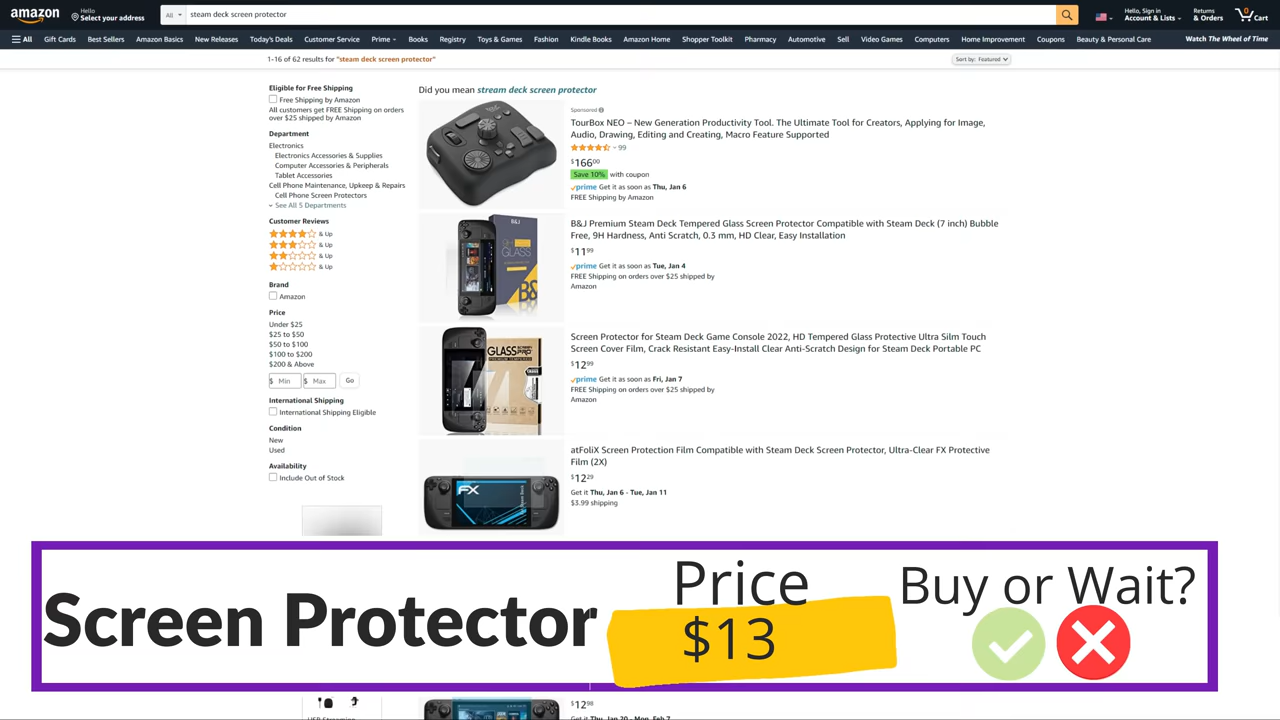 amazon
Hello
Select your address
All
steam deck screen protector
Hello, Sign in
Account & Lists
Returns
& Orders
0
Cart
All
Gift Cards
Best Sellers
Amazon Basics
New Releases
Today's Deals
Customer Service
Prime
Books
Registry
Toys & Games
Fashion
Kindle Books
Amazon Home
Shopper Toolkit
Pharmacy
Automotive
Sell
Video Games
Computers
Home Improvement
Coupons
Beauty & Personal Care
Watch The Wheel of Time
1-16 of 62 results for "steam deck screen protector"
Sort by: Featured
Eligible for Free Shipping
Free Shipping by Amazon
All customers get FREE Shipping on orders
over $25 shipped by Amazon
Department
Electronics
Electronics Accessories & Supplies
Computer Accessories & Peripherals
Tablet Accessories
Cell Phone Maintenance, Upkeep & Repairs
Cell Phone Screen Protectors
See All 5 Departments
Customer Reviews
& Up
& Up
& Up
& Up
Brand
Amazon
Price
Under $25
$25 to $50
$50 to $100
$100 to $200
$200 & Above
$ Min
$ Max
Go
International Shipping
International Shipping Eligible
Condition
New
Used
Availability
Include Out of Stock
Did you mean stream deck screen protector
Sponsored
TourBox NEO – New Generation Productivity Tool. The Ultimate Tool for Creators, Applying for Image,
Audio, Drawing, Editing and Creating, Macro Feature Supported
99
$16600
Save 10% with coupon
prime Get it as soon as Thu, Jan 6
FREE Shipping by Amazon
B&J
9H
GLASS
B&J Premium Steam Deck Tempered Glass Screen Protector Compatible with Steam Deck (7 inch) Bubble
Free, 9H Hardness, Anti Scratch, 0.3 mm, HD Clear, Easy Installation
$1199
prime Get it as soon as Tue, Jan 4
FREE Shipping on orders over $25 shipped by
Amazon
GLASS
PRO
Screen Protector for Steam Deck Game Console 2022, HD Tempered Glass Protective Ultra Silm Touch
Screen Cover Film, Crack Resistant Easy-Install Clear Anti-Scratch Design for Steam Deck Portable PC
$1299
prime Get it as soon as Fri, Jan 7
FREE Shipping on orders over $25 shipped by
Amazon
FX
atFoliX Screen Protection Film Compatible with Steam Deck Screen Protector, Ultra-Clear FX Protective
Film (2X)
$1229
Get it Thu, Jan 6 - Tue, Jan 11
$3.99 shipping
Screen Protector
Price
$13
Buy or Wait?
$1298